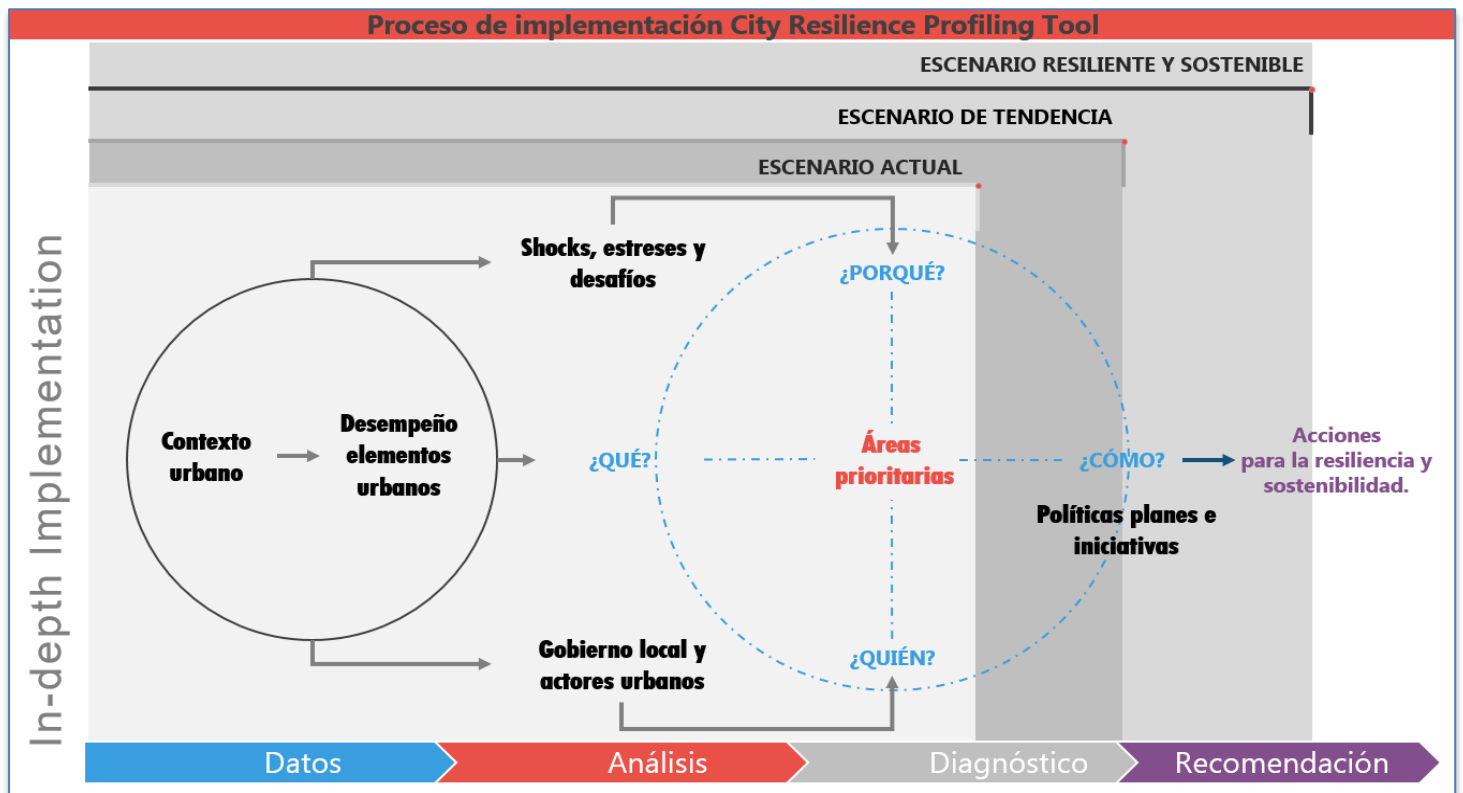 Proceso de implementación City Resilience Profiling Tool
ESCENARIO RESILIENTE Y SOSTENIBLE
ESCENARIO DE TENDENCIA
ESCENARIO ACTUAL
In-depth Implementation
Shocks, estreses y
desafíos
¿PORQUÉ?
Contexto
urbano
Desempeño
elementos
urbanos
¿QUÉ?
Áreas
prioritarias
¿CÓMO?
Acciones
para la resiliencia y
sostenibilidad.
Políticas planes e
iniciativas
Gobierno local y
actores urbanos
¿QUIÉN?
Datos
Análisis
Diagnóstico
Recomendación